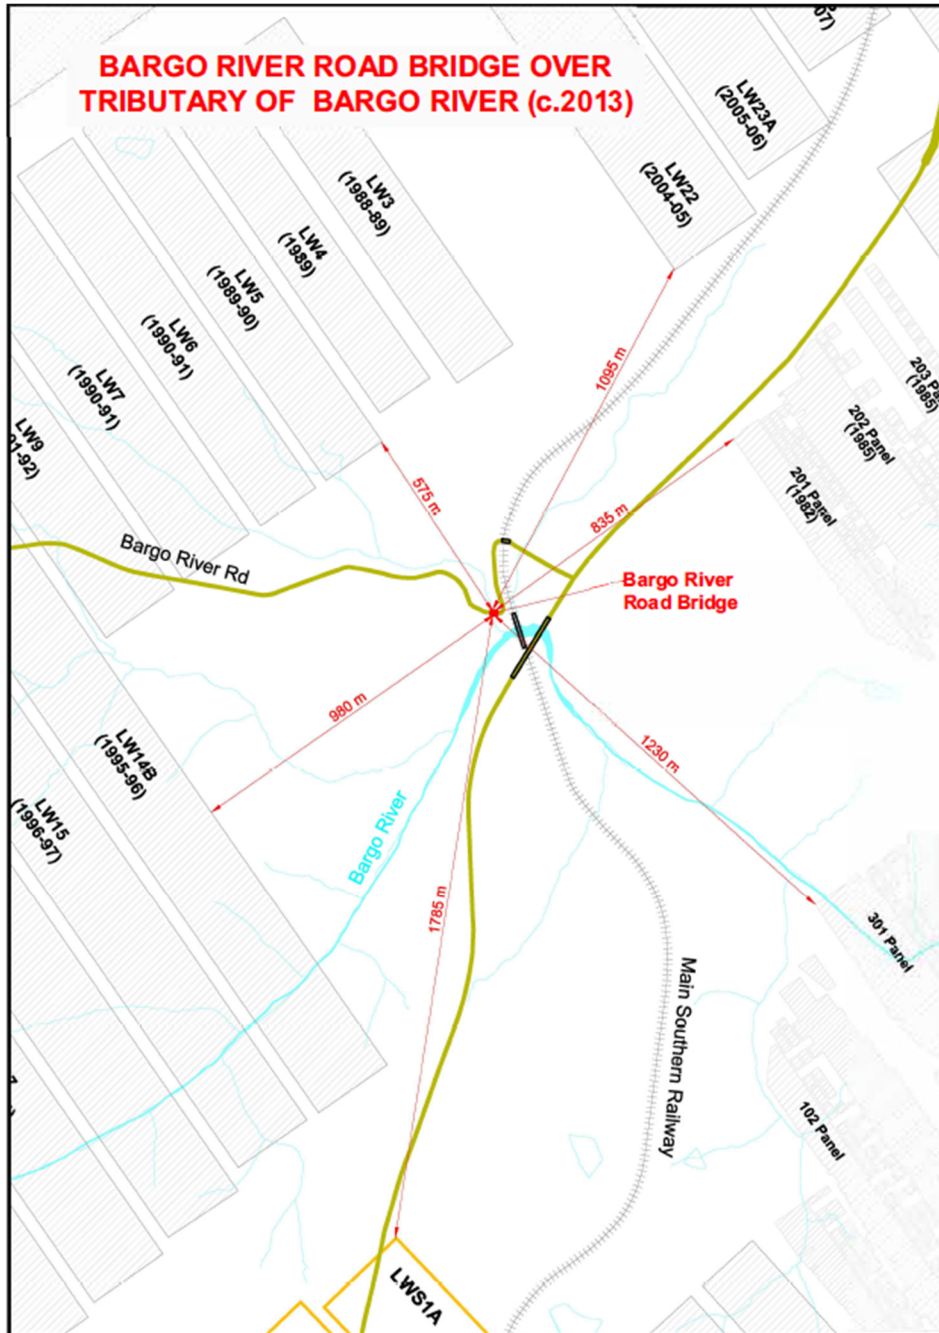 BARGO RIVER ROAD BRIDGE OVER
TRIBUTARY OF BARGO RIVER (c.2013)
07)
LW23A
(2005-06)
LW22
(2004-05)
LW3
(1988-89)
LW4
(1989)
LW5
(1989-90)
LW6
(1990-91)
LW7
(1990-91)
LW9
91-92)
1095 m
203 Pa
(1985)
202 Panel
(1985)
201 Panel
(1982)
575 m
835 m
Bargo River Rd
Bargo River
Road Bridge
980 m
1230 m
LW14B
(1995-96)
LW15
(1996-97)
Bargo River
1785 m
301 Panel
Main Southern Railway
102 Panel
LWS1A